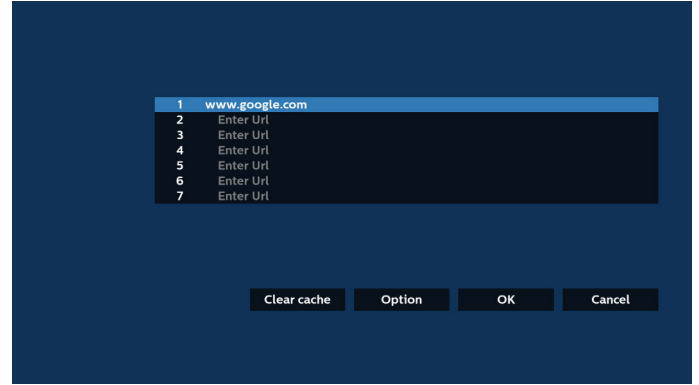 1 www.google.com
2 Enter Url
3 Enter Url
4 Enter Url
5 Enter Url
6 Enter Url
7 Enter Url
Clear cache Option OK Cancel